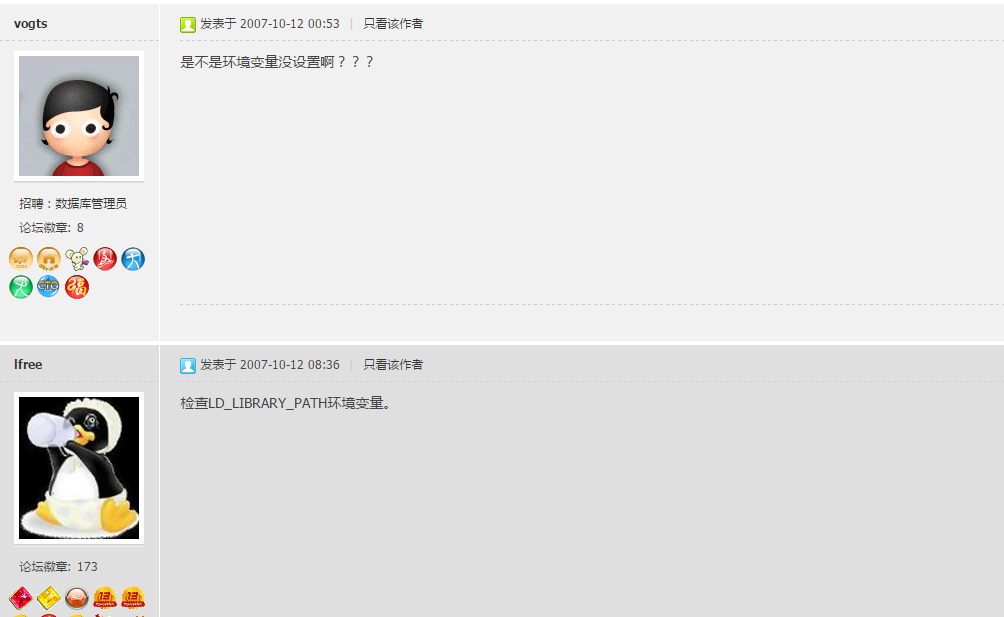 vogts
发表于 2007-10-12 00:53 | 只看该作者
是不是环境变量没设置啊？？？
招聘：数据库管理员
论坛徽章: 8
福
lfree
发表于 2007-10-12 08:36 | 只看该作者
检查LD_LIBRARY_PATH环境变量。
论坛徽章: 173
13
13